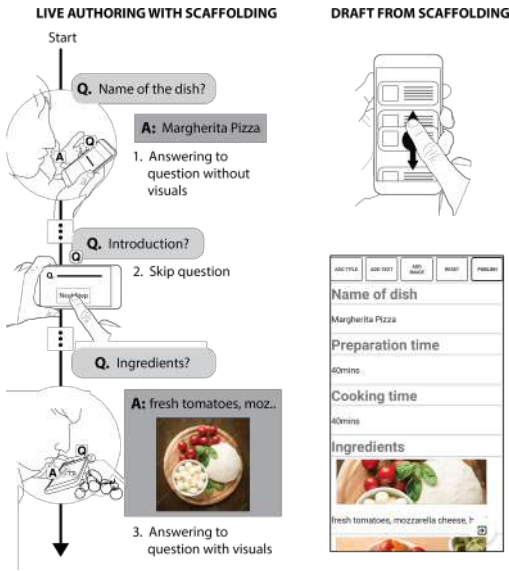 LIVE AUTHORING WITH SCAFFOLDING
Start
Q. Name of the dish?
A: Margherita Pizza
A
Q
1. Answering to
question without
visuals
Q. Introduction?
Q
Q.
2. Skip question
Next Step
Q. Ingredients?
A: fresh tomatoes, moz..
Q
A
3. Answering to
question with visuals
DRAFT FROM SCAFFOLDING
ADD TITLE
ADD TEXT
ADD
IMAGE
RESET
PUBLISH
Name of dish
Margherita Pizza
Preparation time
40mins
Cooking time
40mins
Ingredients
fresh tomatoes, mozzarella cheese, h